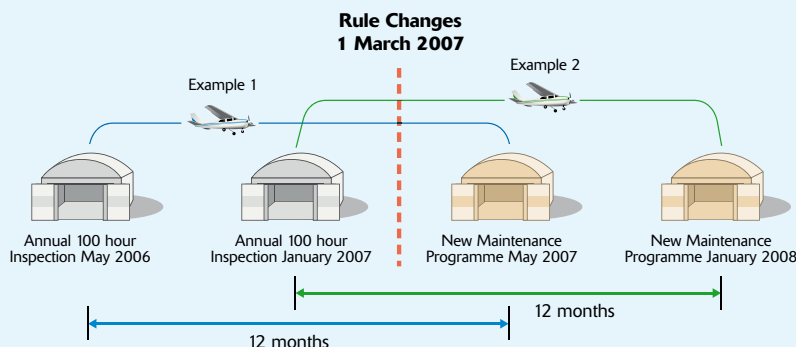 Rule Changes
1 March 2007
Example 1
Example 2
Annual 100 hour
Inspection May 2006
Annual 100 hour
Inspection January 2007
New Maintenance
Programme May 2007
New Maintenance
Programme January 2008
12 months
12 months